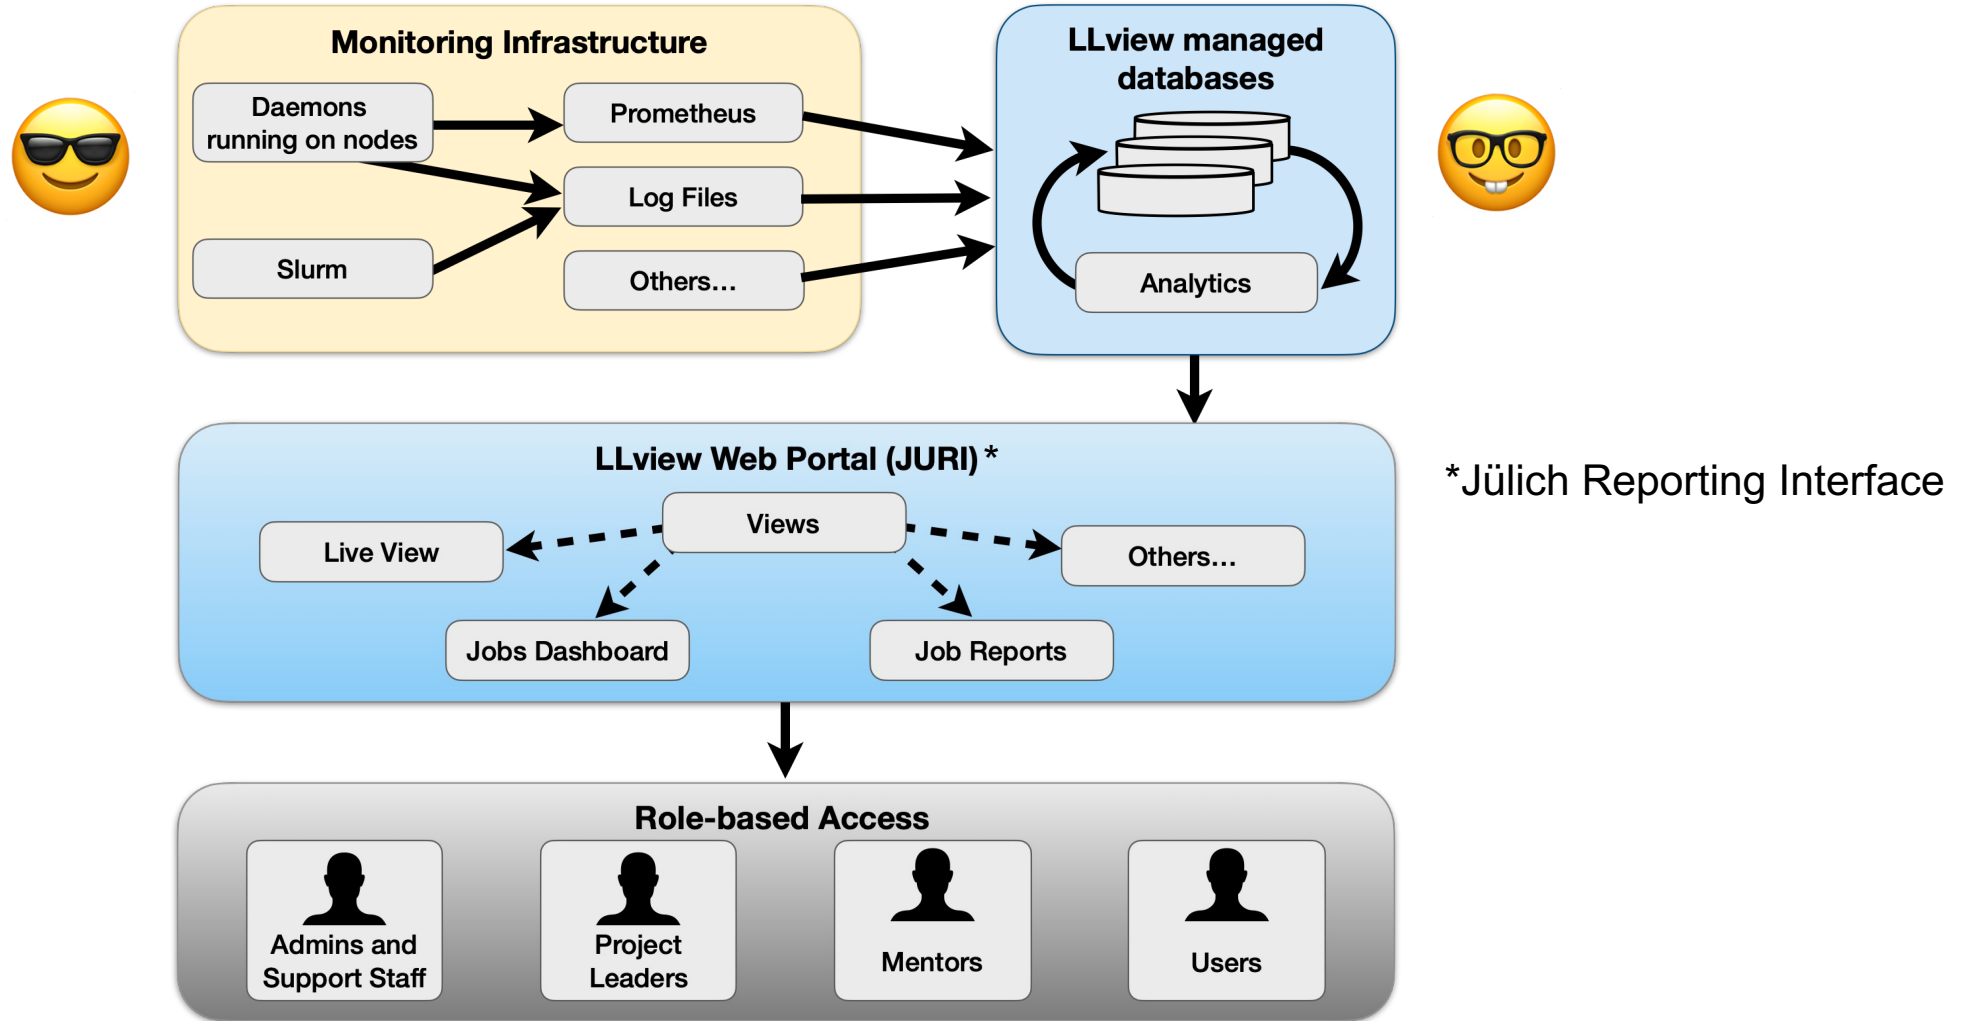 Monitoring Infrastructure
Daemons
running on nodes
Prometheus
Log Files
Slurm
Others...
LLview managed
databases
Analytics
LLview Web Portal (JURI) *
Views
Live View
Others...
Jobs Dashboard
Job Reports
*Jülich Reporting Interface
Role-based Access
Admins and
Support Staff
Project
Leaders
Mentors
Users